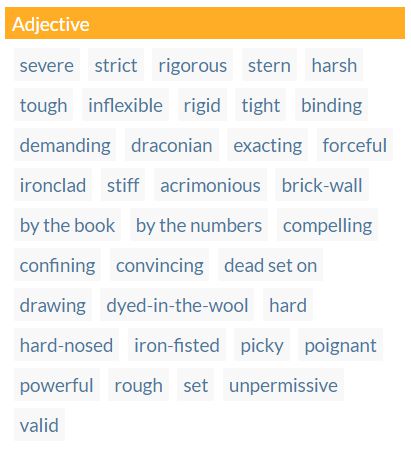 Adjective
severe strict rigorous stern harsh
tough inflexible rigid tight binding
demanding draconian exacting forceful
ironclad stiff acrimonious brick-wall
by the book by the numbers compelling
confining convincing dead set on
drawing dyed-in-the-wool hard
hard-nosed iron-fisted picky poignant
powerful rough set unpermissive
valid